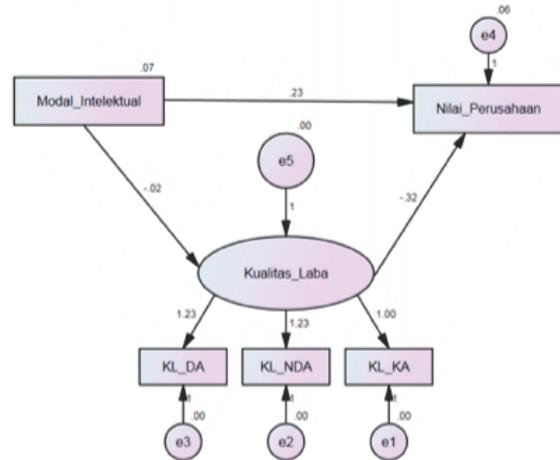 .06
e4
1
.07
Modal_Intelektual
.23
Nilai_Perusahaan
.00
e5
-.02
1
-.32
Kualitas_Laba
1.23
1.23
1.00
KL_DA
KL_NDA
KL_KA
1
1
1
.00
.00
.00
e3
e2
e1